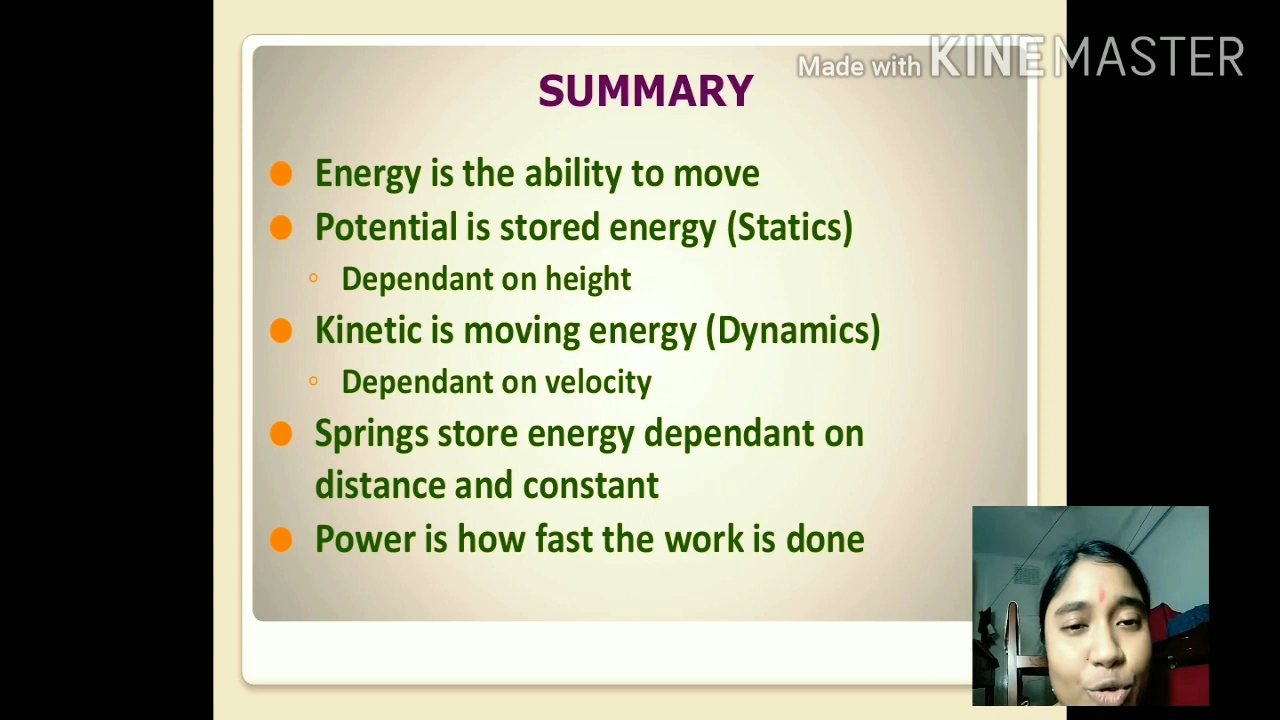 Made with KINEMASTER
SUMMARY
Energy is the ability to move
Potential is stored energy (Statics)
Dependant on height
Kinetic is moving energy (Dynamics)
Dependant on velocity
Springs store energy dependant on
distance and constant
Power is how fast the work is done